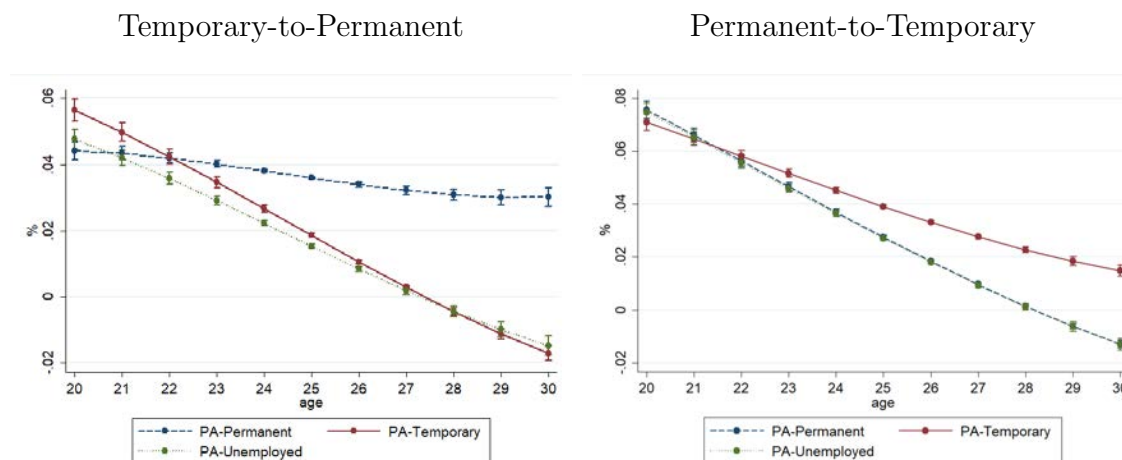 Temporary-to-Permanent
Permanent-to-Temporary
.06
.04
.02
0
-.02
%
20 21 22 23 24 25 26 27 28 29 30
age
PA-Permanent PA-Temporary
PA-Unemployed
.08
.06
.04
.02
0
-.02
%
20 21 22 23 24 25 26 27 28 29 30
age
PA-Permanent PA-Temporary
PA-Unemployed